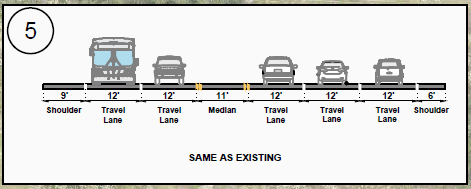 5
9' 12' 12' 11' 12' 12' 12' 6'
Shoulder Travel Travel Median Travel Travel Travel Shoulder
Lane Lane Lane Lane Lane
SAME AS EXISTING